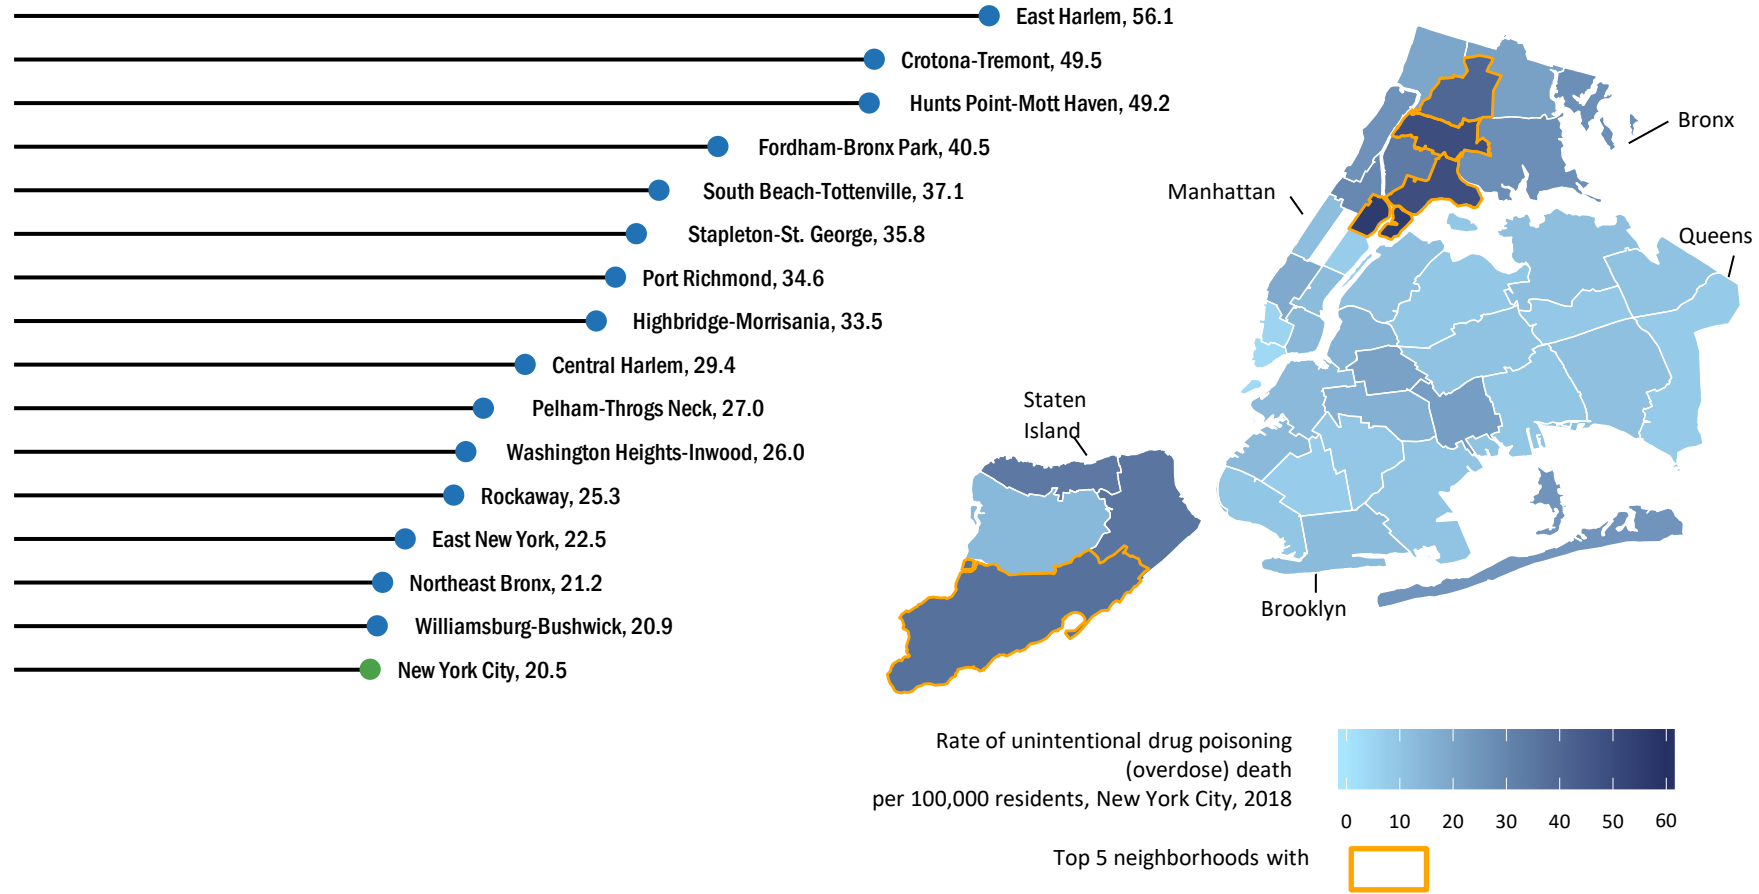 East Harlem, 56.1
Crotona-Tremont, 49.5
Hunts Point-Mott Haven, 49.2
Fordham-Bronx Park, 40.5
South Beach-Tottenville, 37.1
Stapleton-St. George, 35.8
Port Richmond, 34.6
Highbridge-Morrisania, 33.5
Central Harlem, 29.4
Pelham-Throgs Neck, 27.0
Washington Heights-Inwood, 26.0
Rockaway, 25.3
East New York, 22.5
Northeast Bronx, 21.2
Williamsburg-Bushwick, 20.9
New York City, 20.5
Bronx
Manhattan
Queens
Staten
Island
Brooklyn
Rate of unintentional drug poisoning
(overdose) death
per 100,000 residents, New York City, 2018
0 10 20 30 40 50 60
Top 5 neighborhoods with